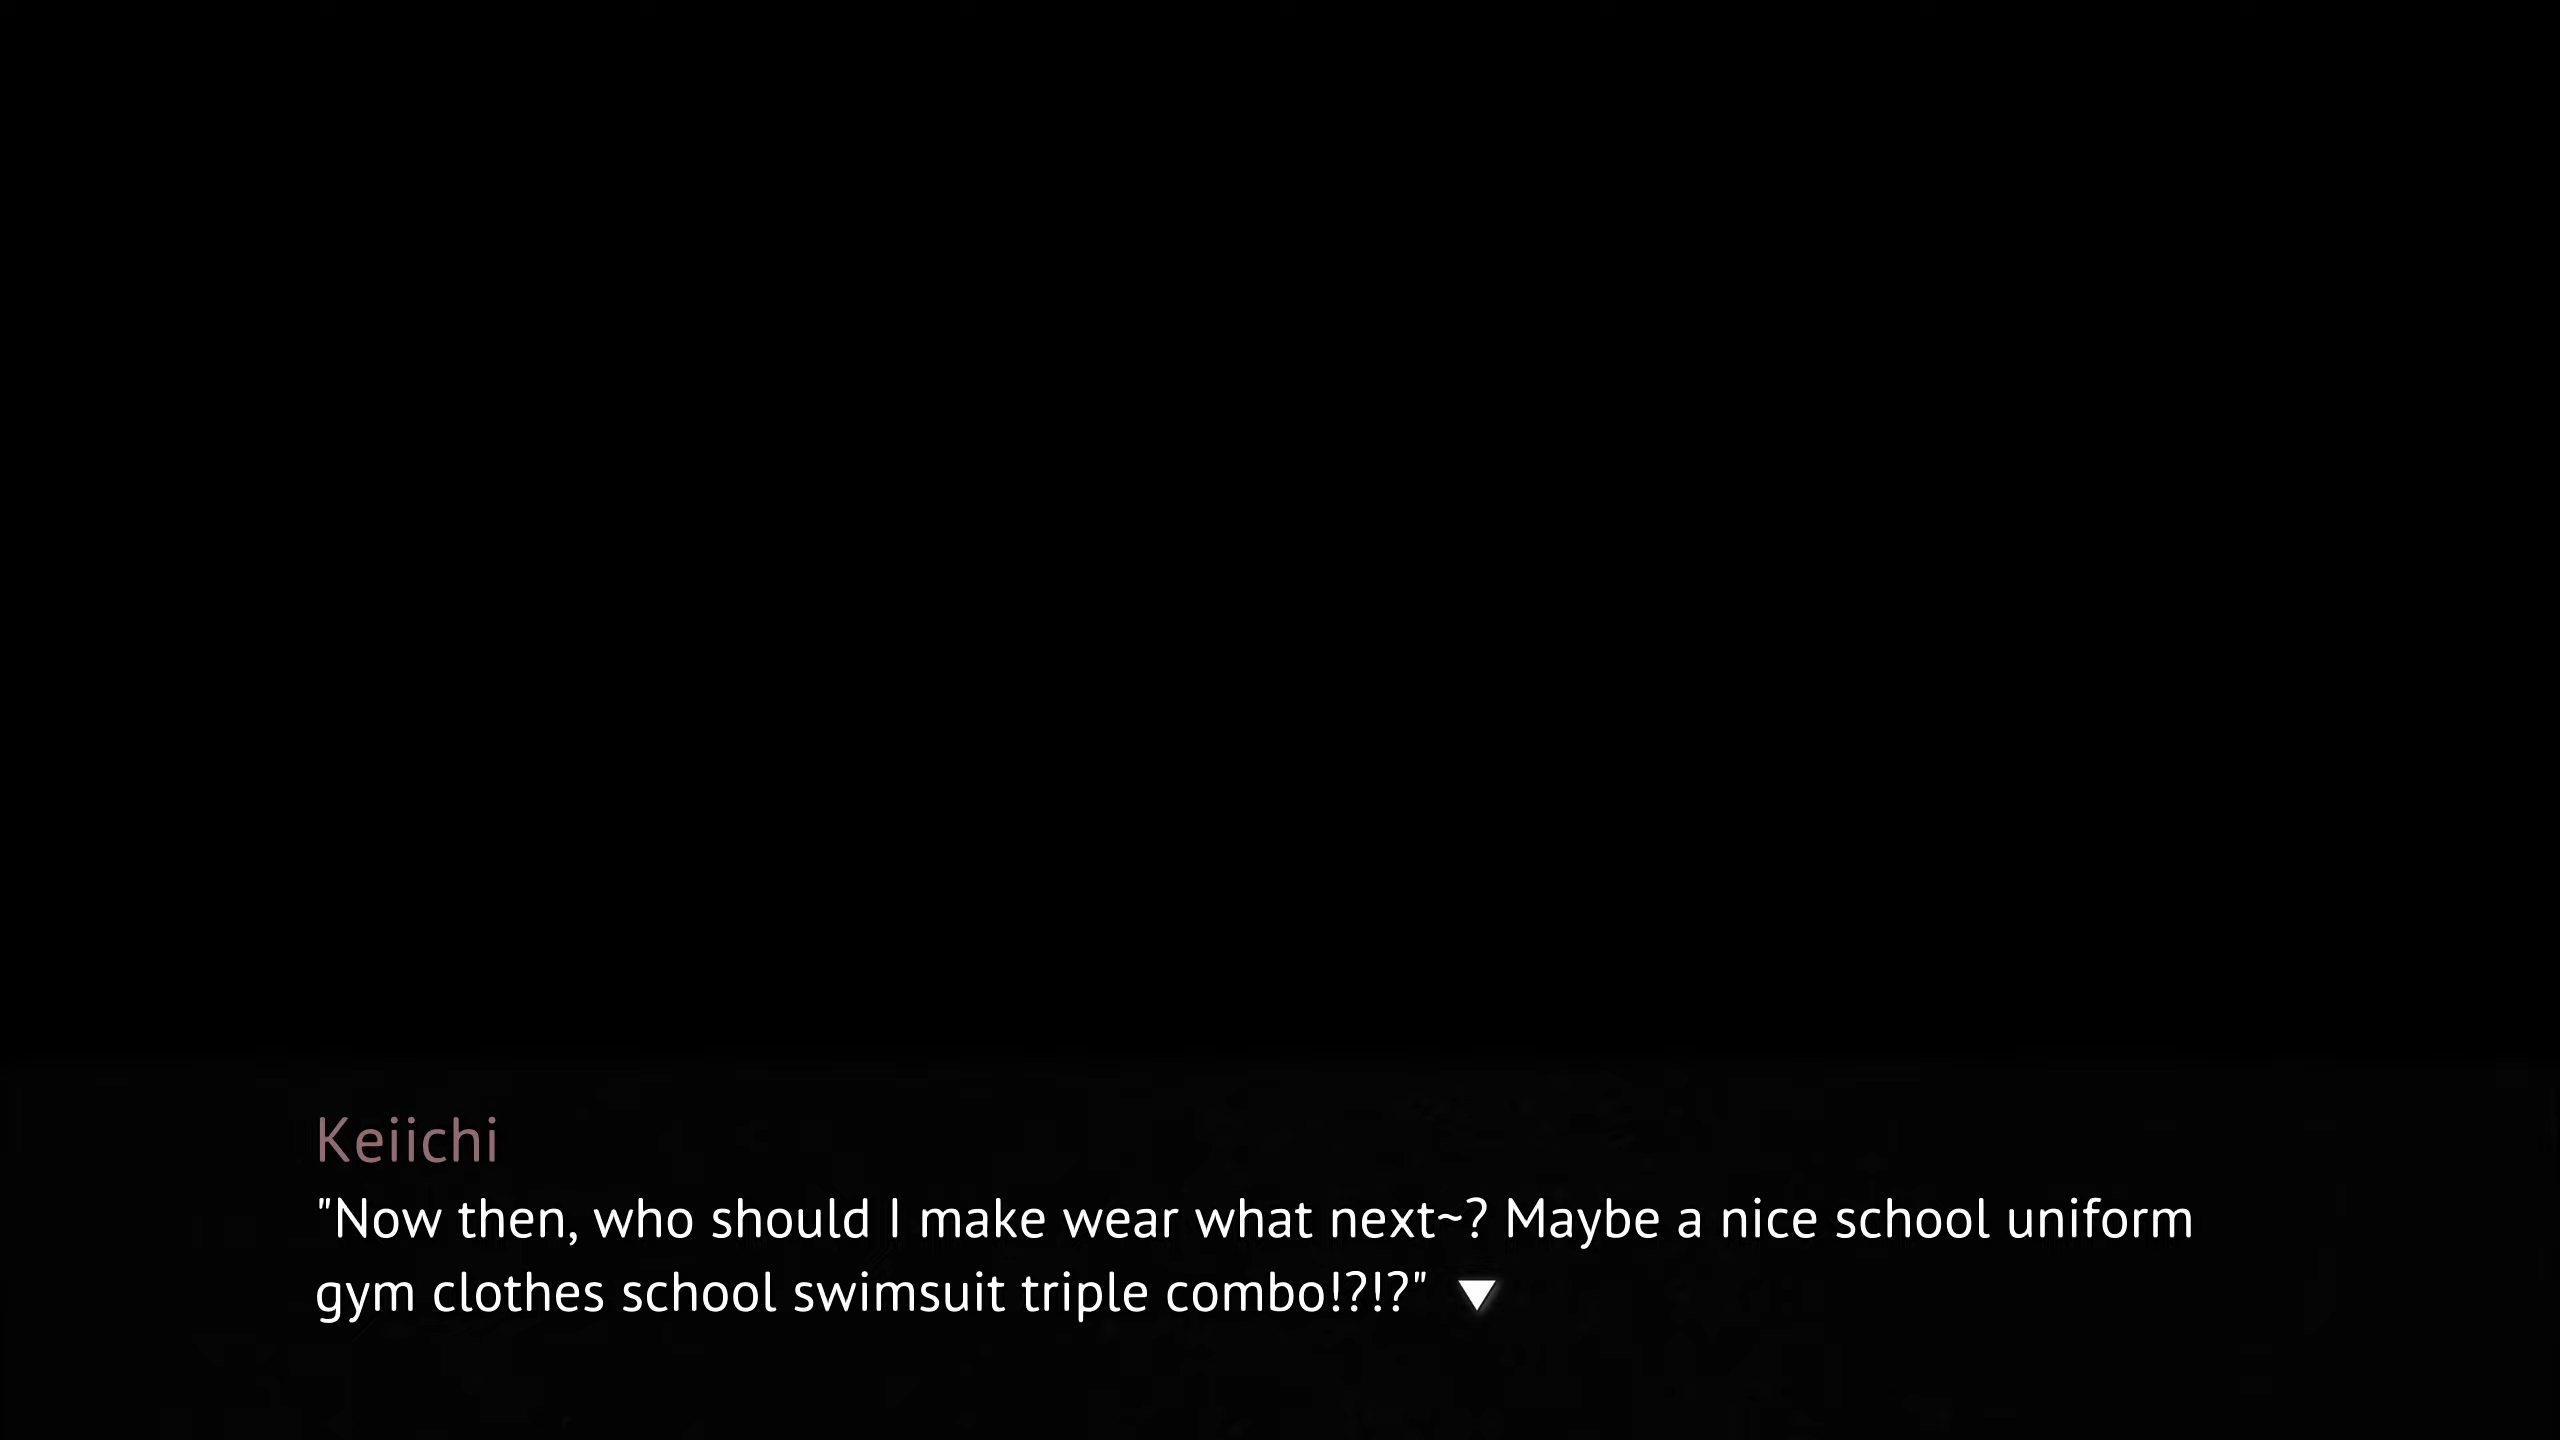 Keiichi
"Now then, who should I make wear what next~? Maybe a nice school uniform
gym clothes school swimsuit triple combo!?!?"